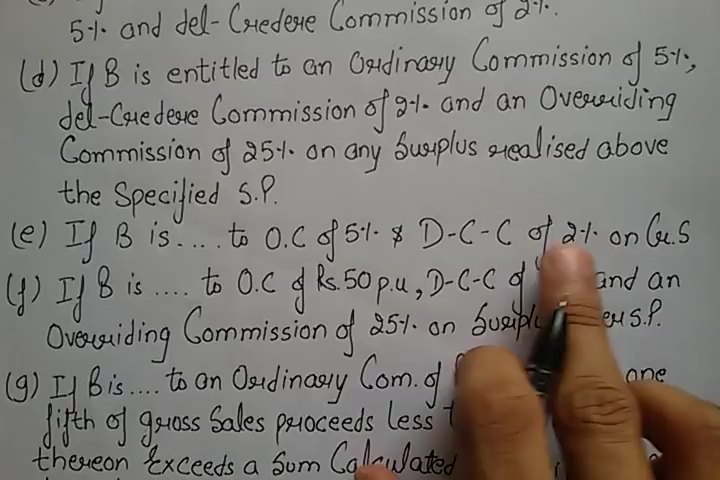 5% and del-Credere Commission of 2%.
(d) If B is entitled to an Ordinary Commission of 5%,
del-Credere Commission of 2% and an Overriding
Commission of 25% on any Surplus realised above
the Specified S.P.
(e) If B is .... to O.C of 5% & D-C-C of 2% on Cr.S
(f) If B is .... to O.C of Rs. 50 p.u, D-C-C of and an
Overriding Commission of 25% on S.P.
(g) If B is .... to an Ordinary Com. of one
fifth of gross Sales proceeds Less
thereon Exceeds a Sum Calculated